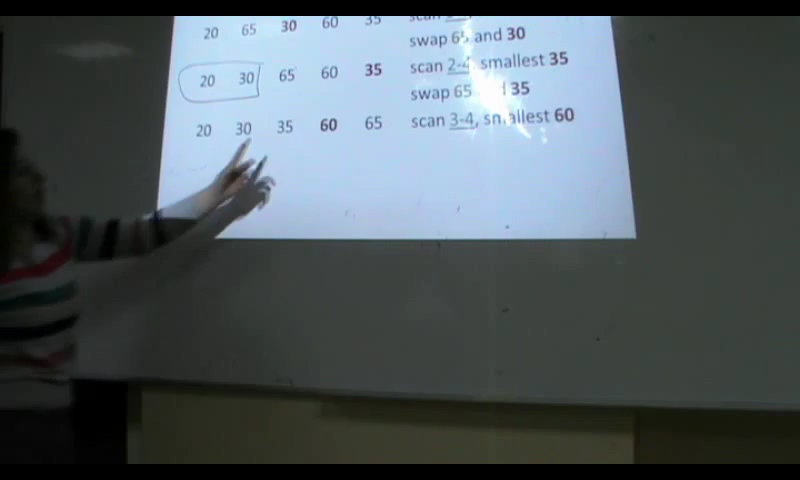 20 65 30 60 35 scan
swap 65 and 30
20 30 65 60 35 scan 2-4, smallest 35
swap 65 35
20 30 35 60 65 scan 3-4, smallest 60